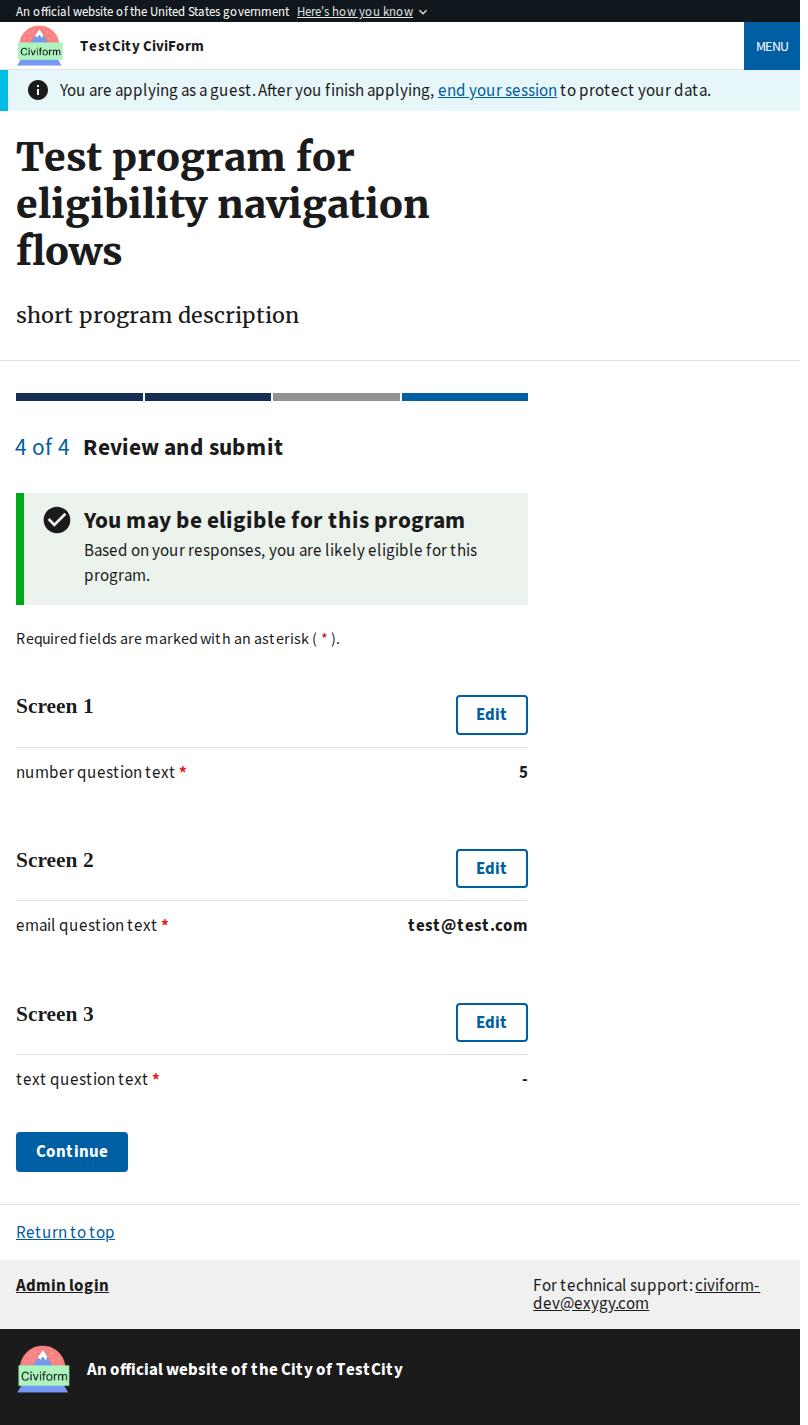 An official website of the United States government Here's how you know
Civiform TestCity CiviForm MENU
You are applying as a guest. After you finish applying, end your session to protect your data.
Test program for
eligibility navigation
flows
short program description
4 of 4 Review and submit
You may be eligible for this program
Based on your responses, you are likely eligible for this
program.
Required fields are marked with an asterisk ( * ).
Screen 1 Edit
number question text * 5
Screen 2 Edit
email question text * test@test.com
Screen 3 Edit
text question text * -
Continue
Return to top
Admin login For technical support: civiform-
dev@exygy.com
Civiform An official website of the City of TestCity